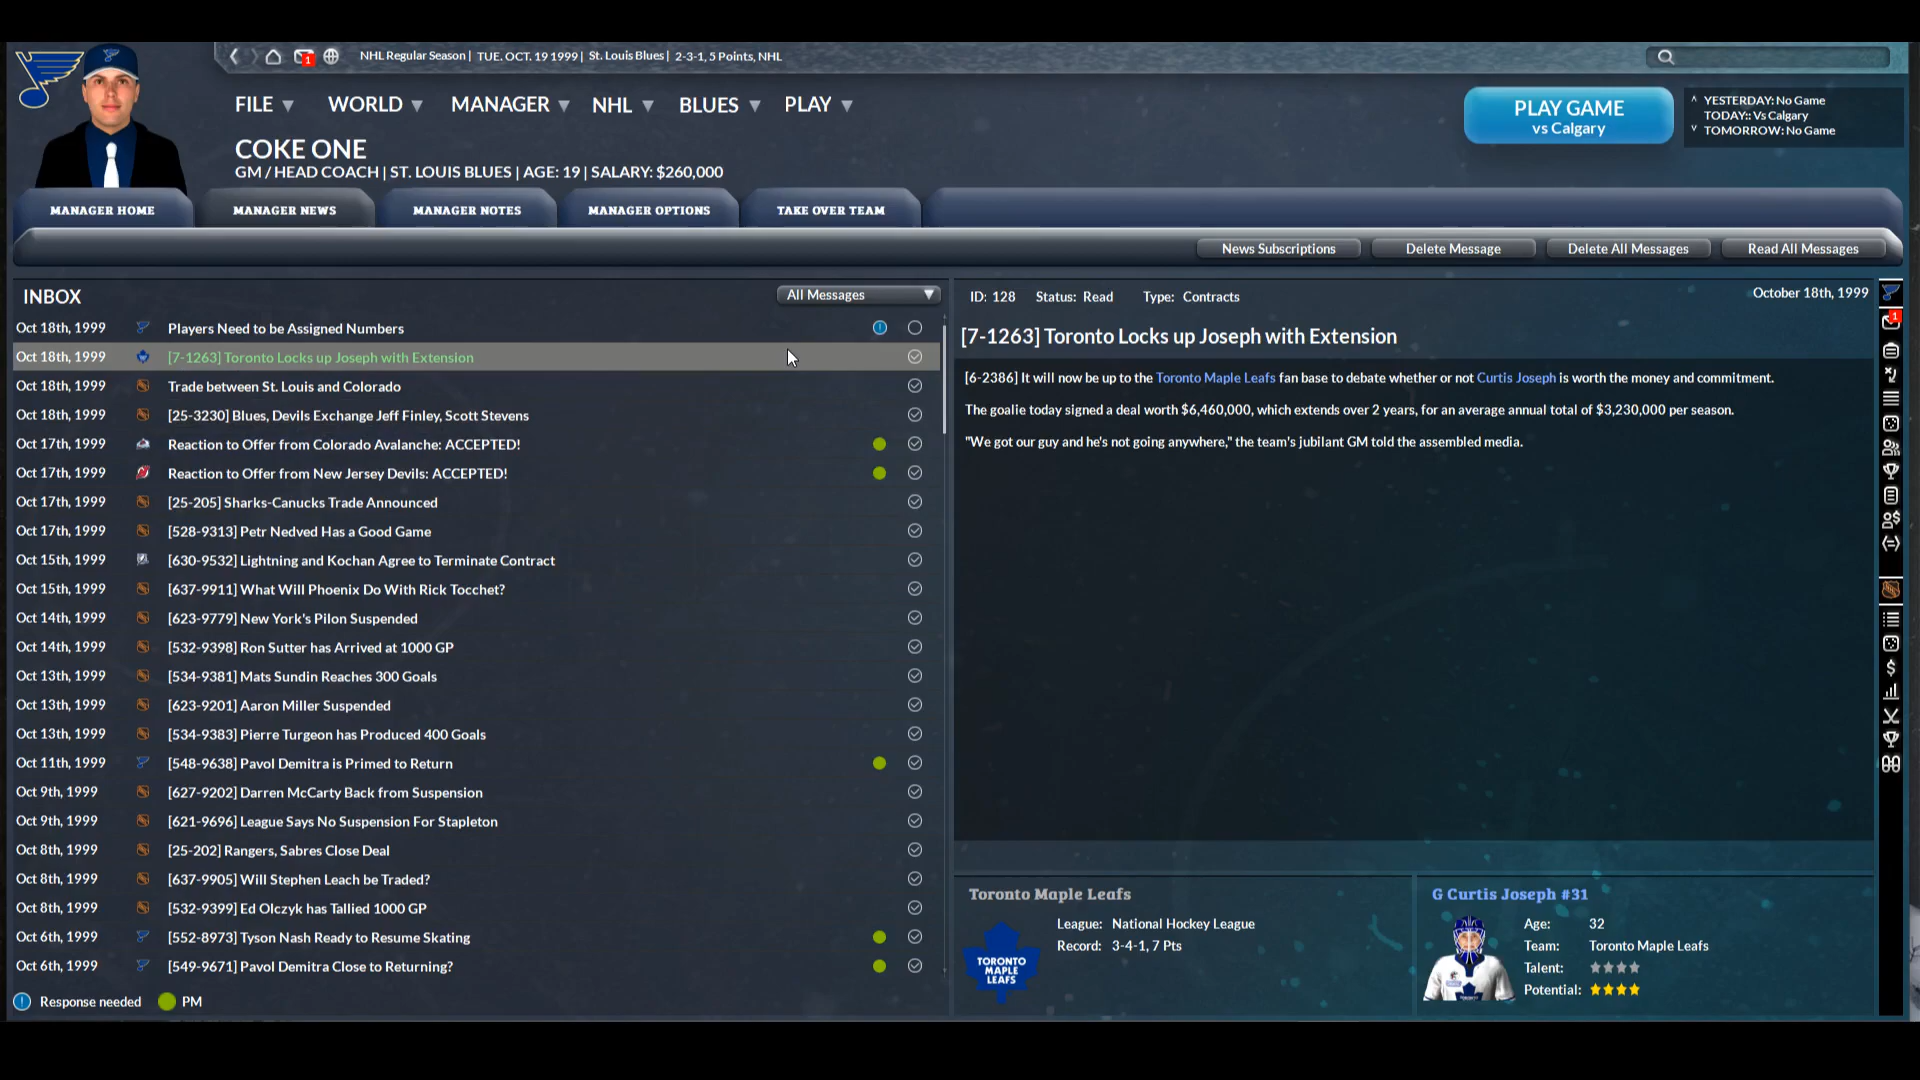 NHL Regular Season | TUE. OCT. 19 1999 | St. Louis Blues | 2-3-1, 5 Points, NHL
1
FILE WORLD MANAGER NHL BLUES PLAY
PLAY GAME
vs Calgary
YESTERDAY: No Game
TODAY:: Vs Calgary
TOMORROW: No Game
COKE ONE
GM / HEAD COACH | ST. LOUIS BLUES | AGE: 19 | SALARY: $260,000
MANAGER HOME MANAGER NEWS MANAGER NOTES MANAGER OPTIONS TAKE OVER TEAM
News Subscriptions Delete Message Delete All Messages Read All Messages
INBOX All Messages
Oct 18th, 1999 Players Need to be Assigned Numbers
Oct 18th, 1999 [7-1263] Toronto Locks up Joseph with Extension
Oct 18th, 1999 Trade between St. Louis and Colorado
Oct 18th, 1999 [25-3230] Blues, Devils Exchange Jeff Finley, Scott Stevens
Oct 17th, 1999 Reaction to Offer from Colorado Avalanche: ACCEPTED!
Oct 17th, 1999 Reaction to Offer from New Jersey Devils: ACCEPTED!
Oct 17th, 1999 [25-205] Sharks-Canucks Trade Announced
Oct 17th, 1999 [528-9313] Petr Nedved Has a Good Game
Oct 15th, 1999 [630-9532] Lightning and Kochan Agree to Terminate Contract
Oct 15th, 1999 [637-9911] What Will Phoenix Do With Rick Tocchet?
Oct 14th, 1999 [623-9779] New York's Pilon Suspended
Oct 14th, 1999 [532-9398] Ron Sutter has Arrived at 1000 GP
Oct 13th, 1999 [534-9381] Mats Sundin Reaches 300 Goals
Oct 13th, 1999 [623-9201] Aaron Miller Suspended
Oct 13th, 1999 [534-9383] Pierre Turgeon has Produced 400 Goals
Oct 11th, 1999 [548-9638] Pavol Demitra is Primed to Return
Oct 9th, 1999 [627-9202] Darren McCarty Back from Suspension
Oct 9th, 1999 [621-9696] League Says No Suspension For Stapleton
Oct 8th, 1999 [25-202] Rangers, Sabres Close Deal
Oct 8th, 1999 [637-9905] Will Stephen Leach be Traded?
Oct 8th, 1999 [532-9399] Ed Olczyk has Tallied 1000 GP
Oct 6th, 1999 [552-8973] Tyson Nash Ready to Resume Skating
Oct 6th, 1999 [549-9671] Pavol Demitra Close to Returning?
Response needed PM
ID: 128 Status: Read Type: Contracts October 18th, 1999
[7-1263] Toronto Locks up Joseph with Extension
[6-2386] It will now be up to the Toronto Maple Leafs fan base to debate whether or not Curtis Joseph is worth the money and commitment.
The goalie today signed a deal worth $6,460,000, which extends over 2 years, for an average annual total of $3,230,000 per season.
"We got our guy and he's not going anywhere," the team's jubilant GM told the assembled media.
Toronto Maple Leafs
League: National Hockey League
Record: 3-4-1, 7 Pts
TORONTO
MAPLE
LEAFS
G Curtis Joseph #31
Age: 32
Team: Toronto Maple Leafs
Talent:
Potential:
1